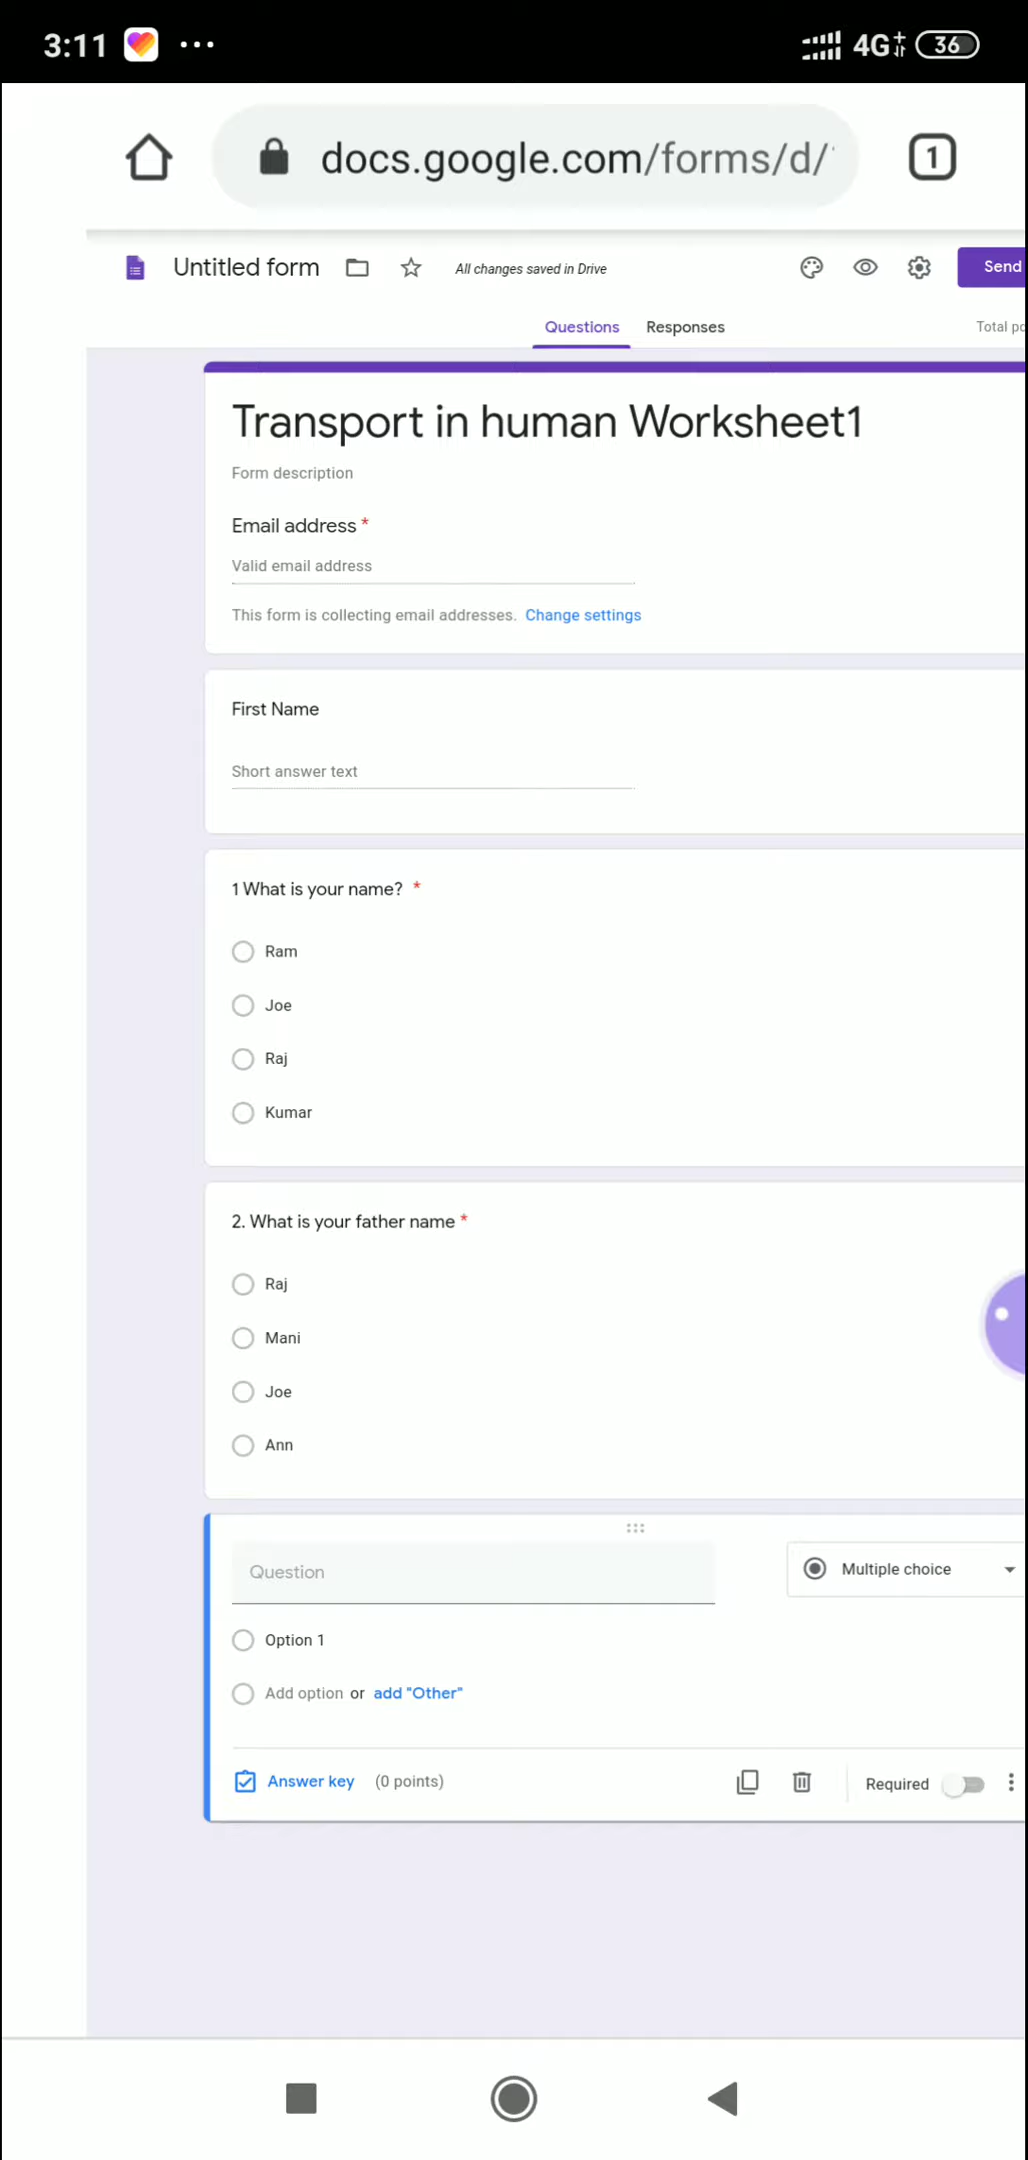 3:11 ... 4G+ 36
docs.google.com/forms/d/
1
Untitled form All changes saved in Drive Send
Questions Responses Total
Transport in human Worksheet1
Form description
Email address *
Valid email address
This form is collecting email addresses. Change settings
First Name
Short answer text
1 What is your name? *
Ram
Joe
Raj
Kumar
2. What is your father name *
Raj
Mani
Joe
Ann
Question Multiple choice
Option 1
Add option or add "Other"
Answer key (0 points) Required